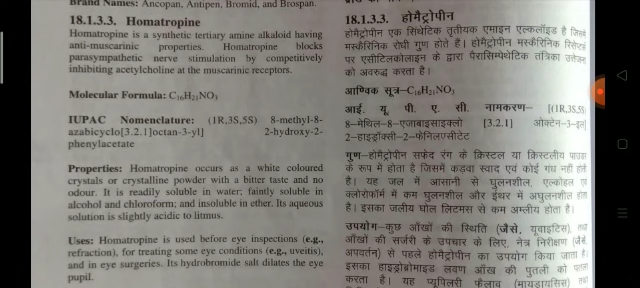 Brand Names: Ancopan, Antipen, Bromid, and Brospan.
18.1.3.3. Homatropine
Homatropine is a synthetic tertiary amine alkaloid having
anti-muscarinic properties. Homatropine blocks
parasympathetic nerve stimulation by competitively
inhibiting acetylcholine at the muscarinic receptors.
Molecular Formula: C₁₆H₂₁NO₃
IUPAC Nomenclature: (1R,3S,5S) 8-methyl-8-
azabicyclo[3.2.1]octan-3-yl] 2-hydroxy-2-
phenylacetate
Properties: Homatropine occurs as a white coloured
crystals or crystalline powder with a bitter taste and no
odour. It is readily soluble in water; faintly soluble in
alcohol and chloroform; and insoluble in ether. Its aqueous
solution is slightly acidic to litmus.
Uses: Homatropine is used before eye inspections (e.g.,
refraction), for treating some eye conditions (e.g., uveitis),
and in eye surgeries. Its hydrobromide salt dilates the eye
pupil.
18.1.3.3. होमैट्रोपीन
होमैट्रोपीन एक सिंथेटिक तृतीयक एमाइन एल्कलॉइड है जिसमें
मस्कैरिनिक रोधी गुण होते हैं। होमैट्रोपीन मस्कैरिनिक
पर एसीटिलकोलाइन के द्वारा पैरासिम्पेथेटिक तंत्रिका
को अवरुद्ध करता है।
आण्विक सूत्र–C₁₆H₂₁NO₃
आई. यू. पी. ए. सी. नामकरण– [(1R,3S,5S)
8-मेथिल-8-एजाबाइसाइक्लो [3.2.1] ओक्टेन-3-इल]
2-हाइड्रॉक्सी-2-फेनिलएसीटेट
गुण–होमैट्रोपीन सफेद रंग के क्रिस्टल या क्रिस्टलीय पाउडर
के रूप में होता है जिसमें कड़वा स्वाद एवं कोई गंध नहीं होती
है। यह जल में आसानी से घुलनशील, एल्कोहल एवं
क्लोरोफॉर्म में कम घुलनशील और ईथर में अघुलनशील होता
है। इसका जलीय घोल लिटमस से कम अम्लीय होता है।
उपयोग–कुछ आँखों की स्थिति (जैसे, यूवाइटिस), तथा
आँखों की सर्जरी के उपचार के लिए, नेत्र निरीक्षण (जैसे,
अपवर्तन) से पहले होमैट्रोपीन का उपयोग किया जाता है।
इसका हाइड्रोब्रोमाइड लवण आँख की पुतली को
करता है। यह प्यूपिलरी फैलाव (मायड्रायसिस) तथा